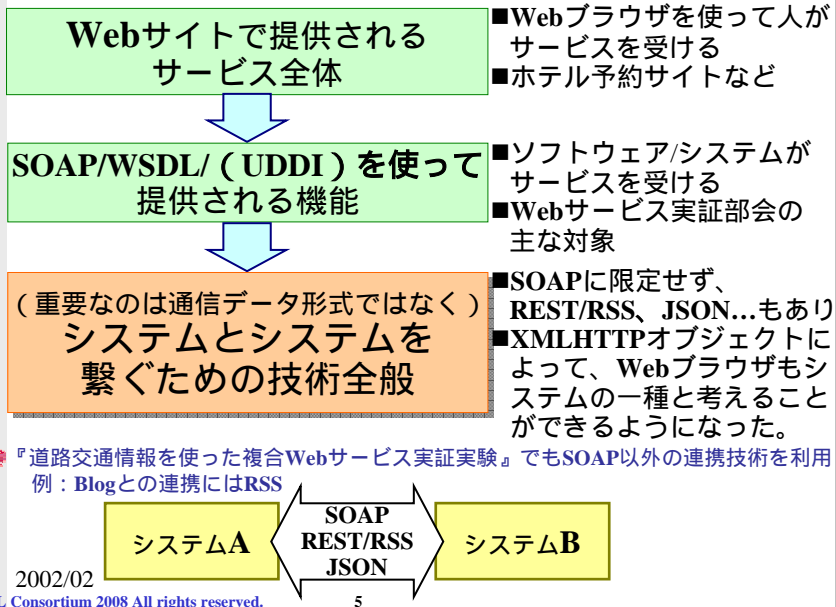 Webサイトで提供される
サービス全体
■Webブラウザを使って人が
サービスを受ける
■ホテル予約サイトなど
SOAP/WSDL/（UDDI）を使って
提供される機能
■ソフトウェア/システムが
サービスを受ける
■Webサービス実証部会の
主な対象
（重要なのは通信データ形式ではなく）
システムとシステムを
繋ぐための技術全般
■SOAPに限定せず、
REST/RSS、JSON…もあり
■XMLHTTPオブジェクトに
よって、Webブラウザもシ
ステムの一種と考えること
ができるようになった。
『道路交通情報を使った複合Webサービス実証実験』でもSOAP以外の連携技術を利用
例：Blogとの連携にはRSS
システムA
SOAP
REST/RSS
JSON
システムB
2002/02
L Consortium 2008 All rights reserved.
5